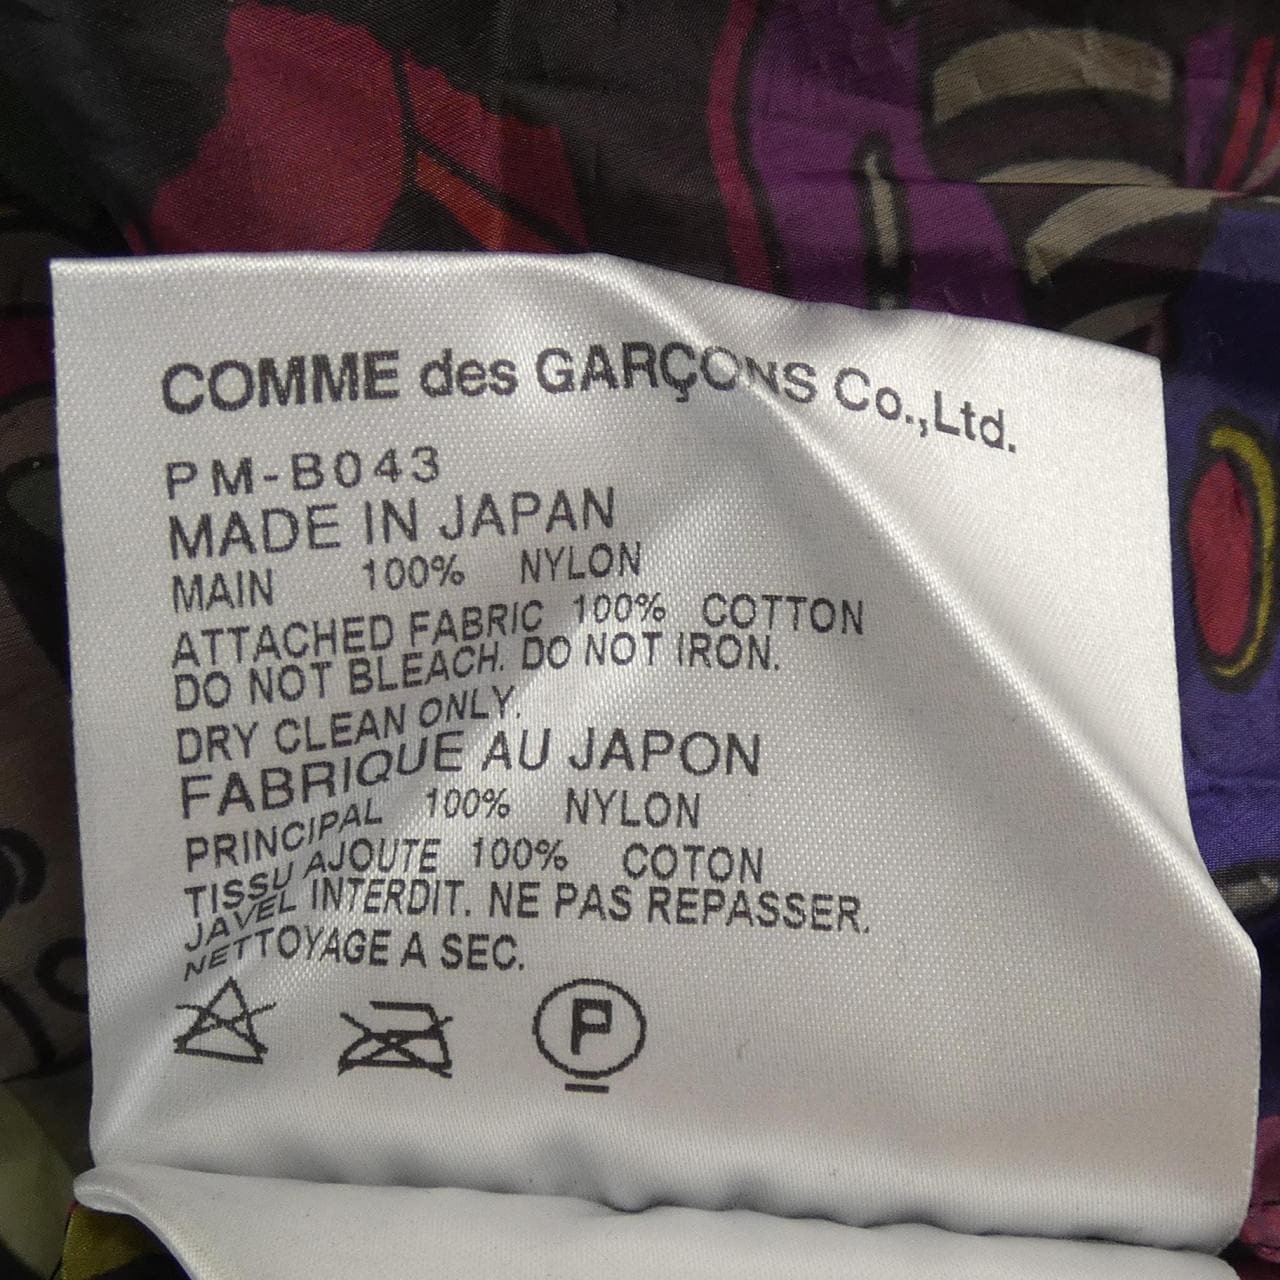 COMME des GARÇONS Co.,Ltd.
PM-B043
MADE IN JAPAN
MAIN 100% NYLON
ATTACHED FABRIC 100% COTTON
DO NOT BLEACH. DO NOT IRON.
DRY CLEAN ONLY.
FABRIQUE AU JAPON
PRINCIPAL 100% NYLON
TISSU AJOUTE 100% COTON
JAVEL INTERDIT. NE PAS REPASSER.
NETTOYAGE A SEC.
P